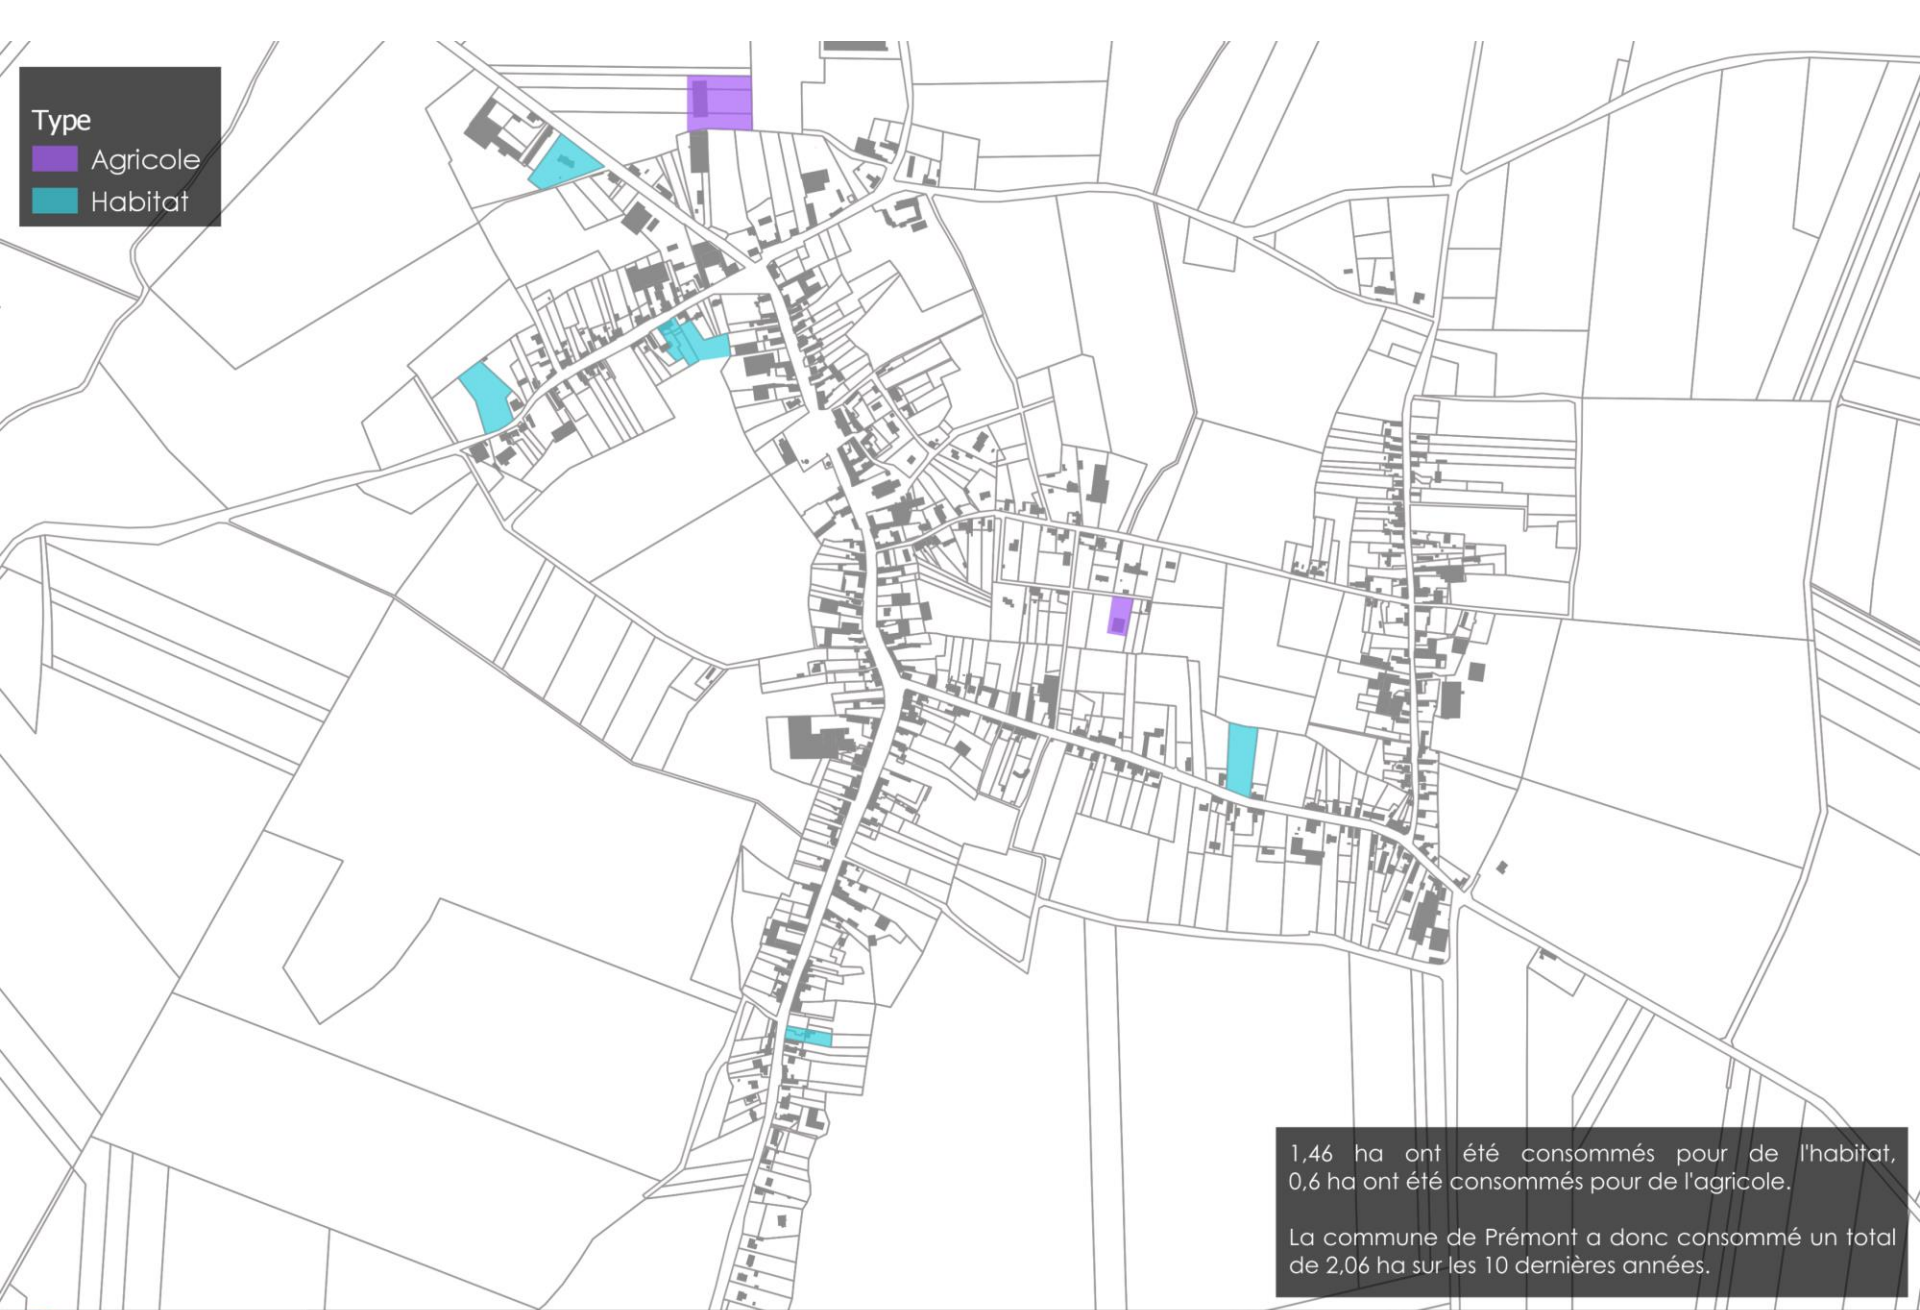 Type
Agricole
Habitat
1,46 ha ont été consommés pour de l'habitat,
0,6 ha ont été consommés pour de l'agricole.
La commune de Prémont a donc consommé un total
de 2,06 ha sur les 10 dernières années.